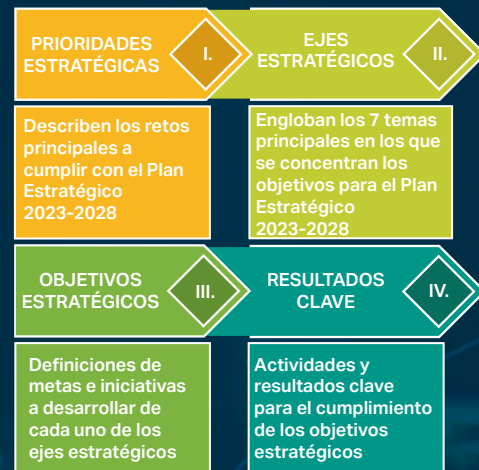 PRIORIDADES
ESTRATÉGICAS
I.
EJES
ESTRATÉGICOS
II.
Describen los retos
principales a
cumplir con el Plan
Estratégico
2023-2028
Engloban los 7 temas
principales en los que
se concentran los
objetivos para el Plan
Estratégico
2023-2028
OBJETIVOS
ESTRATÉGICOS
III.
RESULTADOS
CLAVE
IV.
Definiciones de
metas e iniciativas
a desarrollar de
cada uno de los
ejes estratégicos
Actividades y
resultados clave
para el cumplimiento
de los objetivos
estratégicos